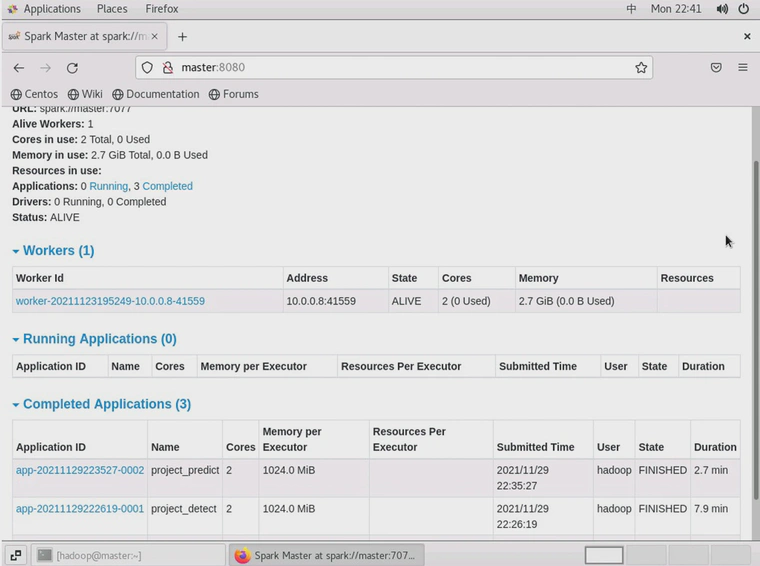 Applications Places Firefox 中 Mon 22:41
Spark Master at spark://m
master:8080
Centos Wiki Documentation Forums
URL: spark://master:7077
Alive Workers: 1
Cores in use: 2 Total, 0 Used
Memory in use: 2.7 GiB Total, 0.0 B Used
Resources in use:
Applications: 0 Running, 3 Completed
Drivers: 0 Running, 0 Completed
Status: ALIVE
Workers (1)
Worker Id Address State Cores Memory Resources
worker-20211123195249-10.0.0.8-41559 10.0.0.8:41559 ALIVE 2 (0 Used) 2.7 GiB (0.0 B Used)
Running Applications (0)
Application ID Name Cores Memory per Executor Resources Per Executor Submitted Time User State Duration
Completed Applications (3)
Memory per Resources Per
Application ID Name Cores Executor Executor Submitted Time User State Duration
app-20211129223527-0002 project_predict 2 1024.0 MiB 2021/11/29 hadoop FINISHED 2.7 min
22:35:27
app-20211129222619-0001 project_detect 2 1024.0 MiB 2021/11/29 hadoop FINISHED 7.9 min
22:26:19
[hadoop@master:~] Spark Master at spark://master:707...